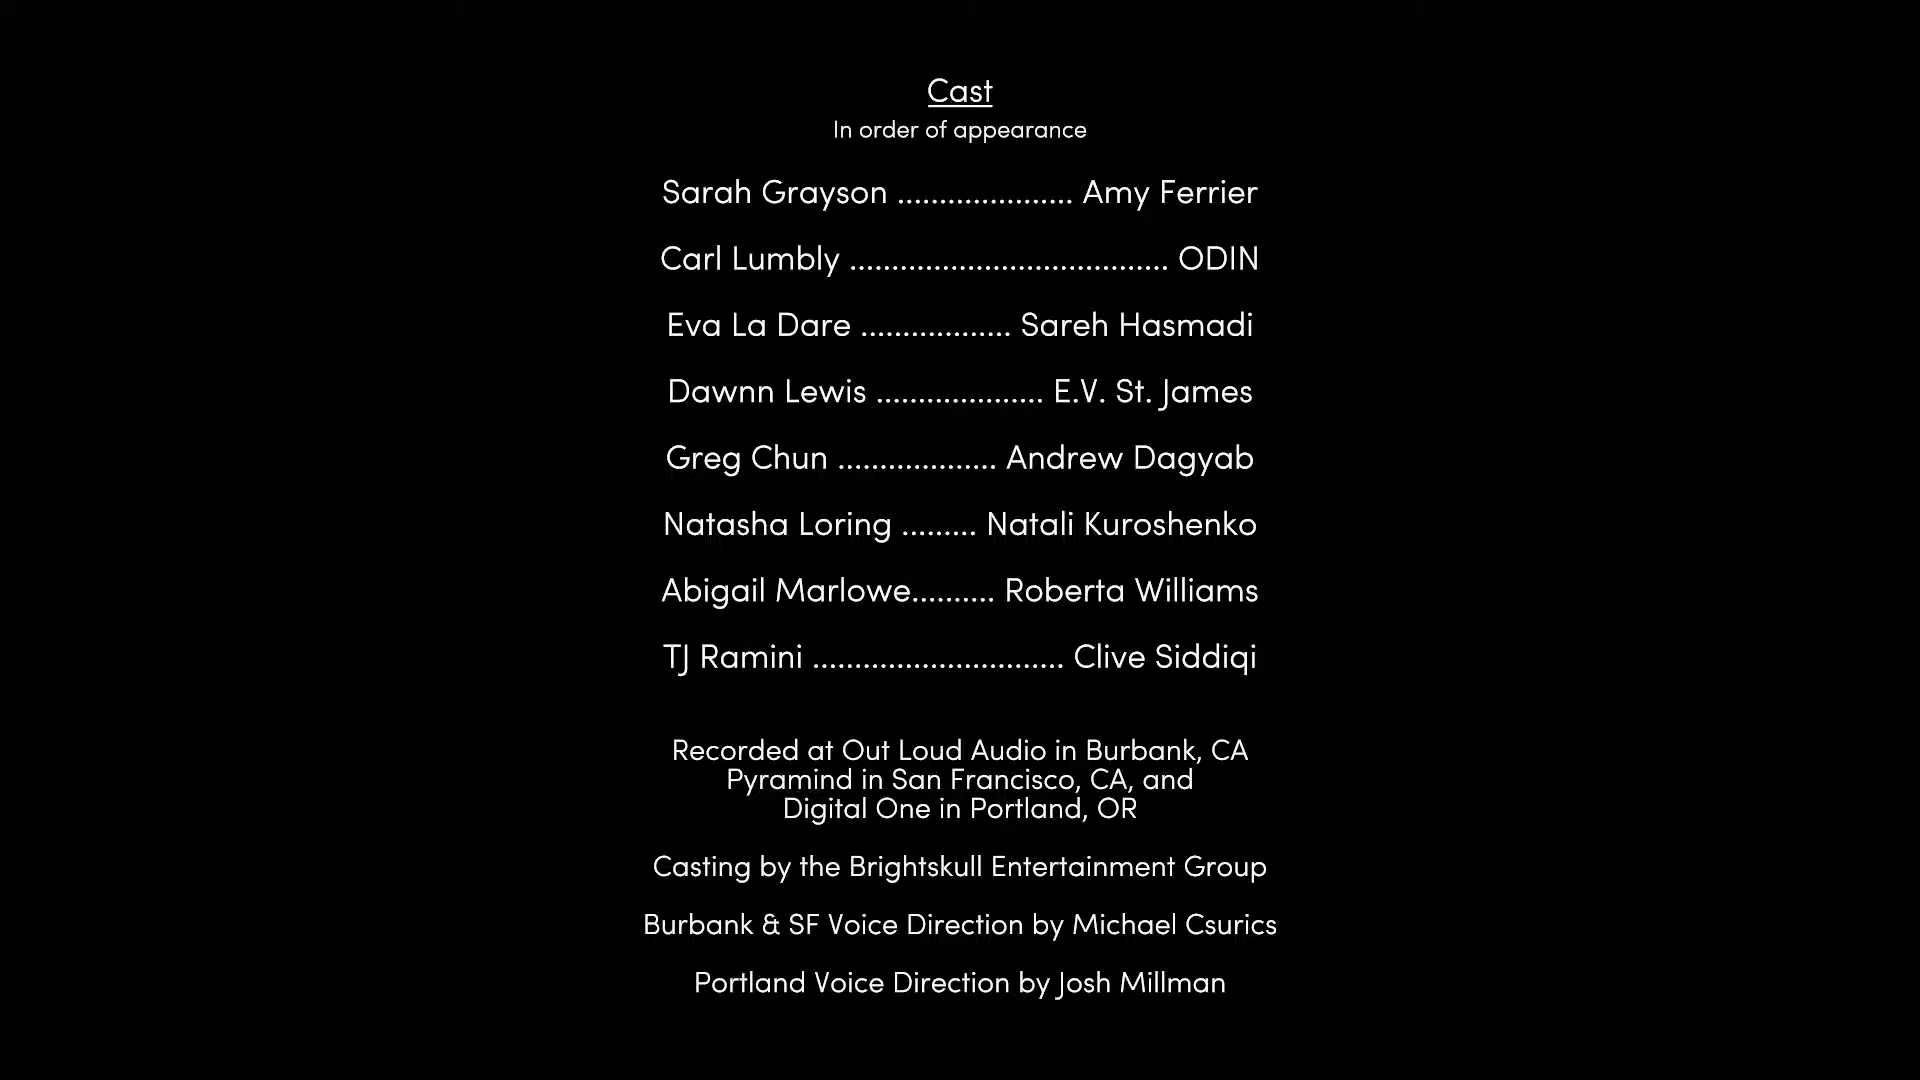 Cast
In order of appearance
Sarah Grayson ..................... Amy Ferrier
Carl Lumbly ...................................... ODIN
Eva La Dare .................. Sareh Hasmadi
Dawnn Lewis .................... E.V. St. James
Greg Chun ................... Andrew Dagyab
Natasha Loring ......... Natali Kuroshenko
Abigail Marlowe.......... Roberta Williams
TJ Ramini .............................. Clive Siddiqi
Recorded at Out Loud Audio in Burbank, CA
Pyramind in San Francisco, CA, and
Digital One in Portland, OR
Casting by the Brightskull Entertainment Group
Burbank & SF Voice Direction by Michael Csurics
Portland Voice Direction by Josh Millman